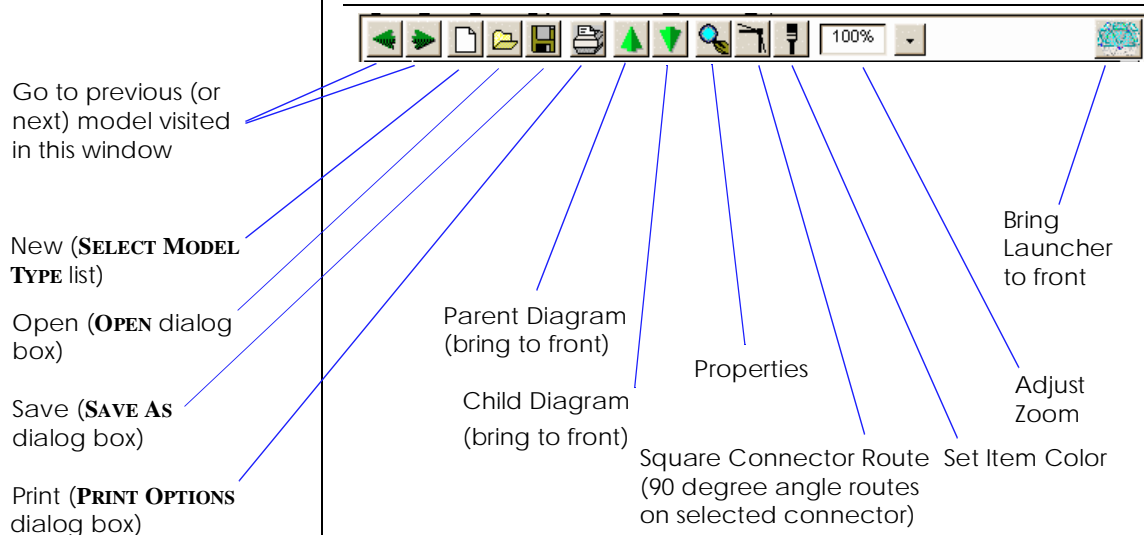 100%
Go to previous (or
next) model visited
in this window
New (SELECT MODEL
TYPE list)
Open (OPEN dialog
box)
Save (SAVE AS
dialog box)
Print (PRINT OPTIONS
dialog box)
Parent Diagram
(bring to front)
Child Diagram
(bring to front)
Properties
Square Connector Route
(90 degree angle routes
on selected connector)
Set Item Color
Adjust
Zoom
Bring
Launcher
to front